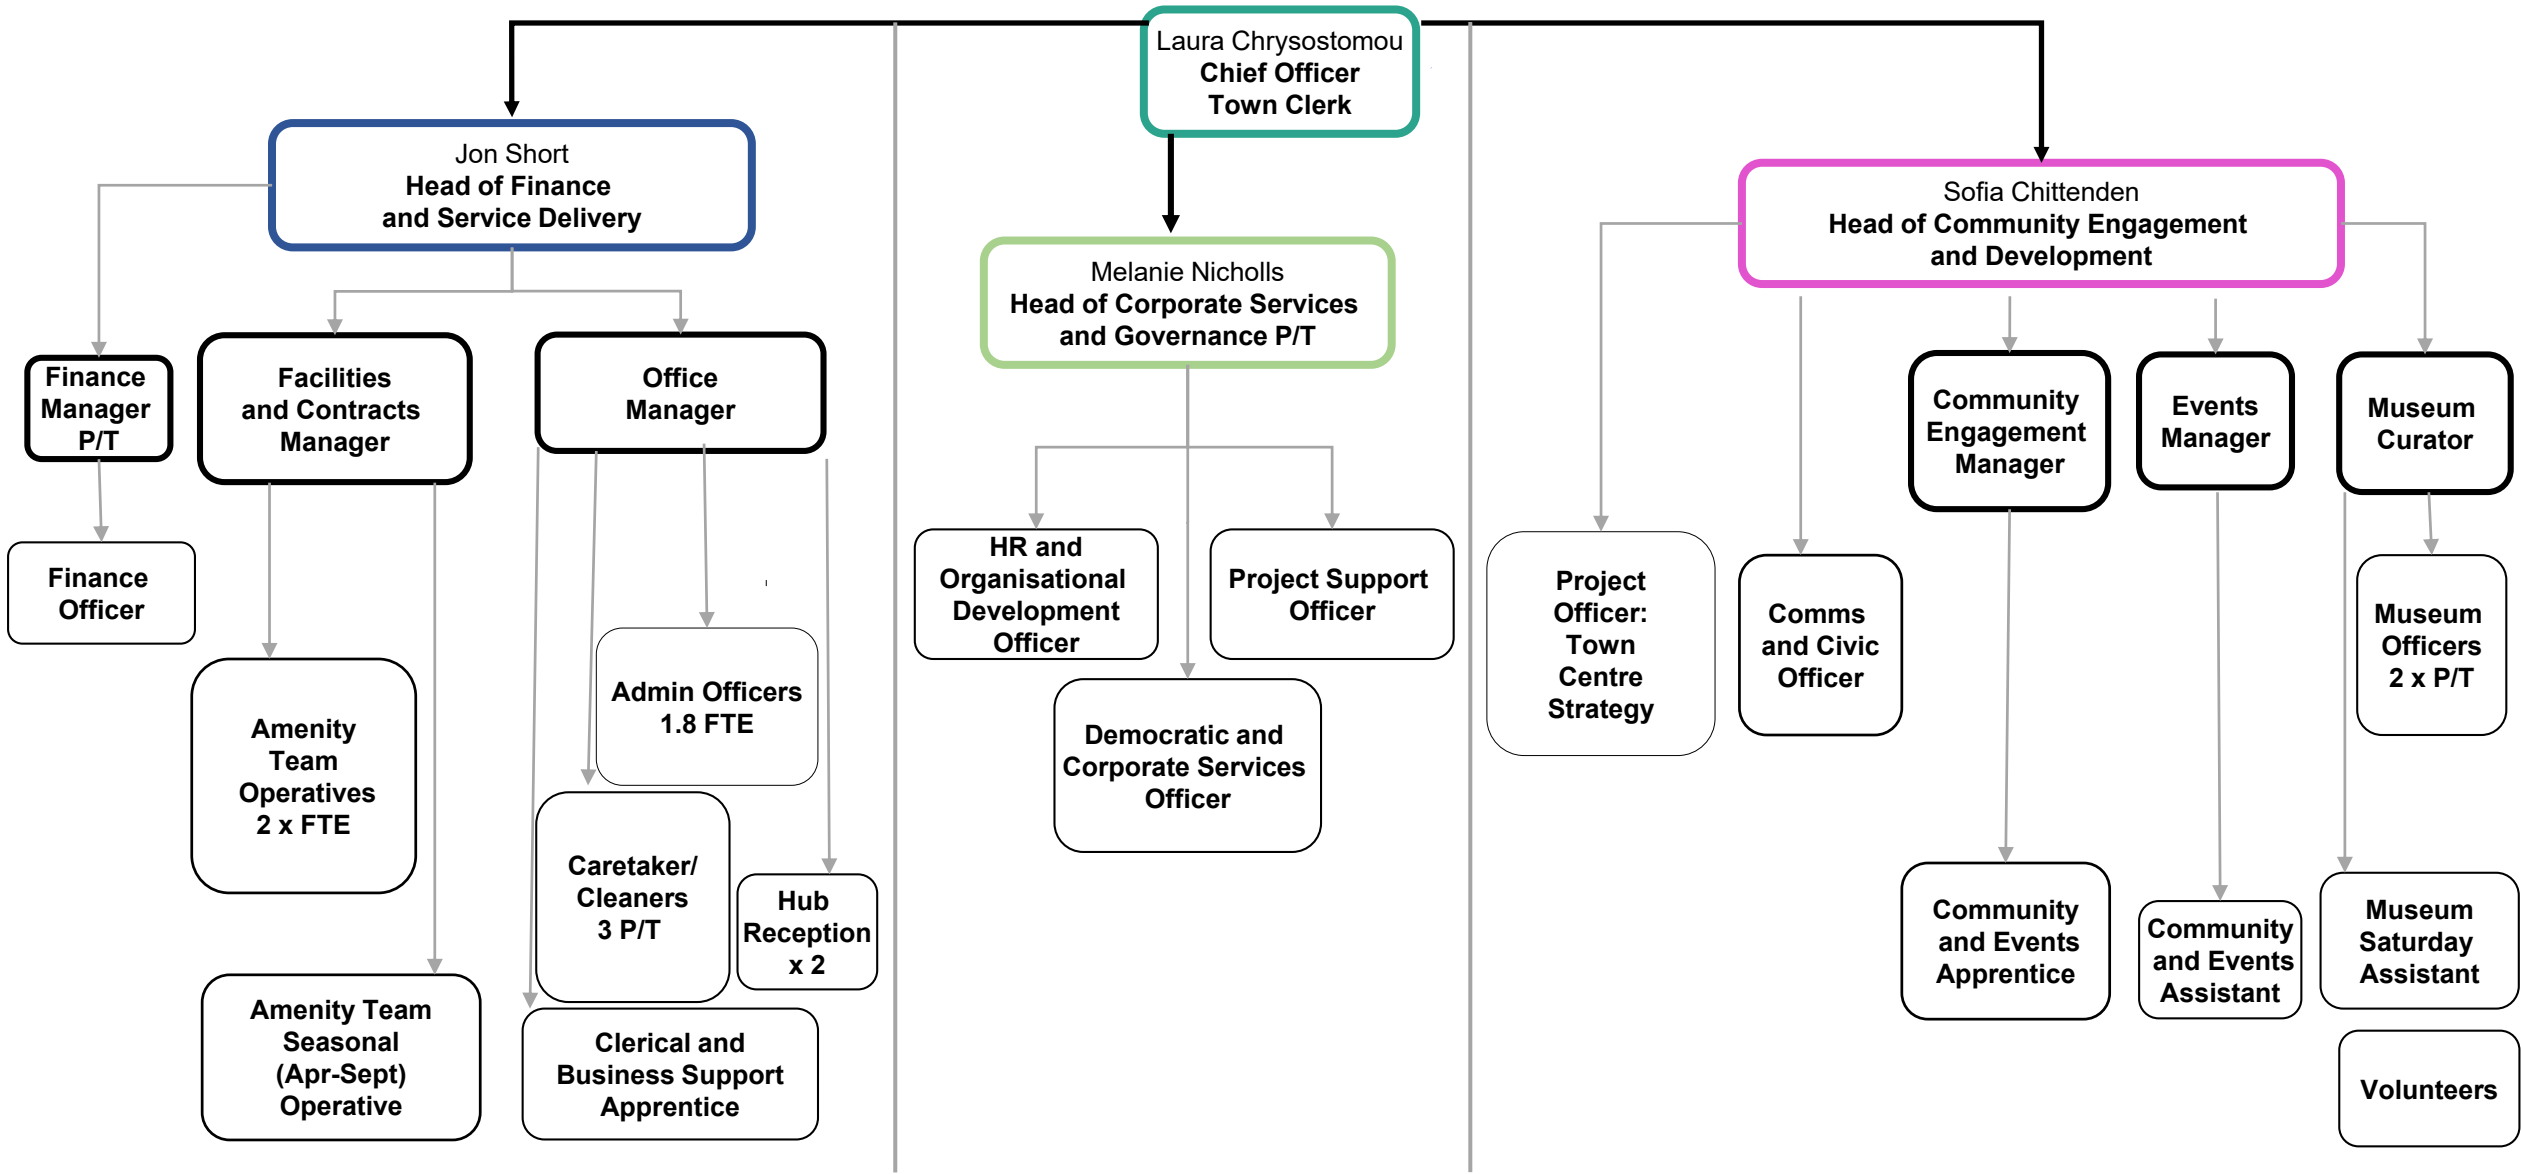 Laura Chrysostomou
Chief Officer
Town Clerk
Jon Short
Head of Finance
and Service Delivery
Melanie Nicholls
Head of Corporate Services
and Governance P/T
Sofia Chittenden
Head of Community Engagement
and Development
Finance
Manager
P/T
Facilities
and Contracts
Manager
Office
Manager
Finance
Officer
Amenity
Team
Operatives
2 x FTE
Amenity Team
Seasonal
(Apr-Sept)
Operative
Admin Officers
1.8 FTE
Caretaker/
Cleaners
3 P/T
Hub
Reception
x 2
Clerical and
Business Support
Apprentice
HR and
Organisational
Development
Officer
Project Support
Officer
Democratic and
Corporate Services
Officer
Community
Engagement
Manager
Events
Manager
Museum
Curator
Project
Officer:
Town
Centre
Strategy
Comms
and Civic
Officer
Museum
Officers
2 x P/T
Community
and Events
Apprentice
Community
and Events
Assistant
Museum
Saturday
Assistant
Volunteers